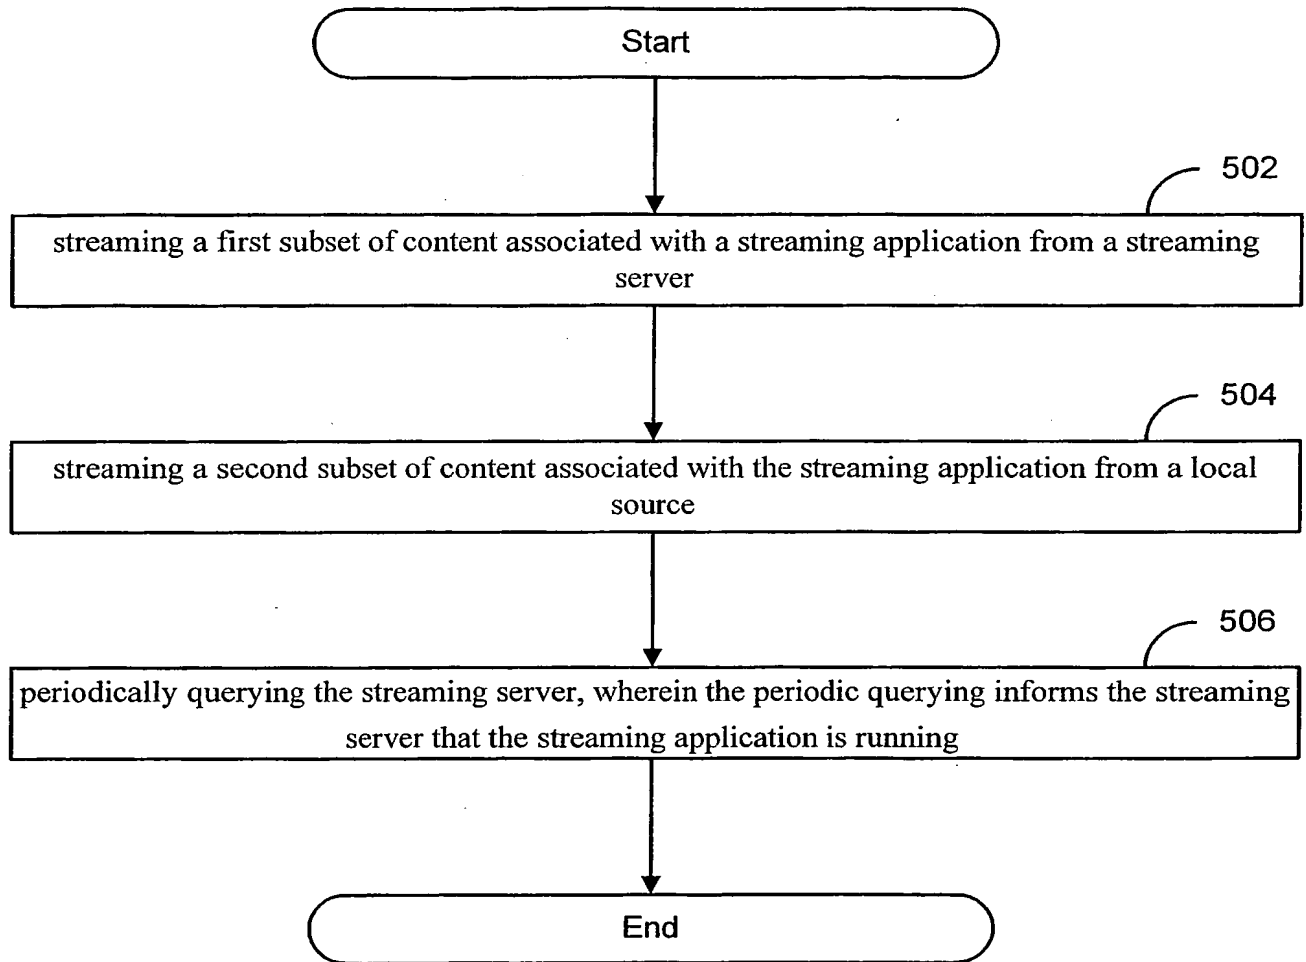 Start
502
streaming a first subset of content associated with a streaming application from a streaming
server
504
streaming a second subset of content associated with the streaming application from a local
source
506
periodically querying the streaming server, wherein the periodic querying informs the streaming
server that the streaming application is running
End